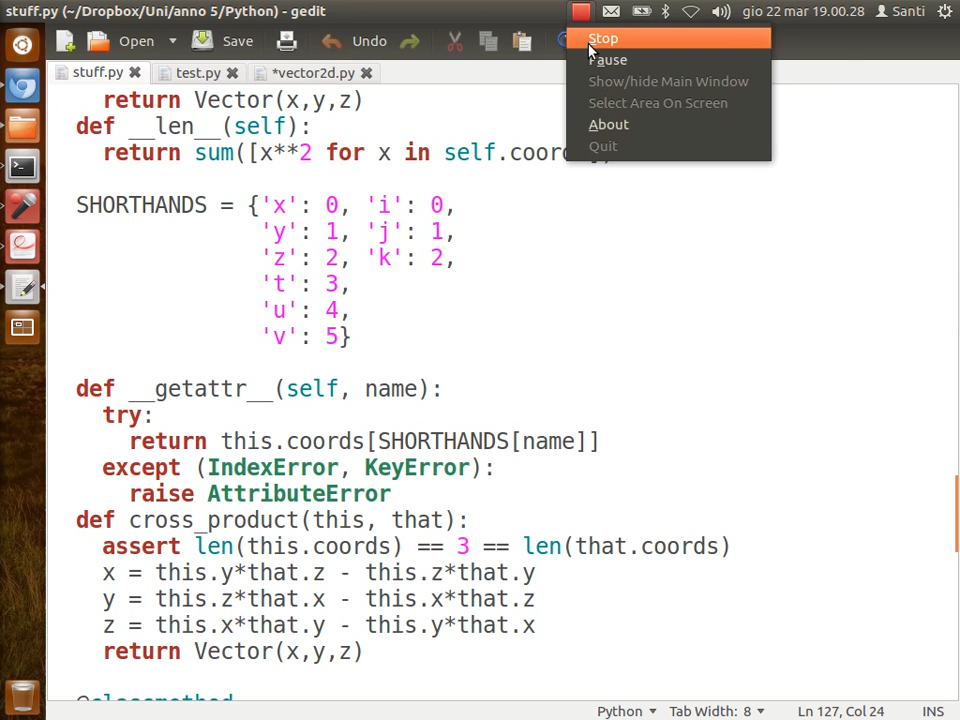 stuff.py (~/Dropbox/Uni/anno 5/Python) - gedit
gio 22 mar 19.00.28 Santi
Open Save Undo
Stop
Pause
Show/hide Main Window
Select Area On Screen
About
Quit
stuff.py test.py *vector2d.py
return Vector(x,y,z)
def __len__(self):
return sum([x**2 for x in self.coord
SHORTHANDS = {'x': 0, 'i': 0,
'y': 1, 'j': 1,
'z': 2, 'k': 2,
't': 3,
'u': 4,
'v': 5}
def __getattr__(self, name):
try:
return this.coords[SHORTHANDS[name]]
except (IndexError, KeyError):
raise AttributeError
def cross_product(this, that):
assert len(this.coords) == 3 == len(that.coords)
x = this.y*that.z - this.z*that.y
y = this.z*that.x - this.x*that.z
z = this.x*that.y - this.y*that.x
return Vector(x,y,z)
@classmethod
Python Tab Width: 8 Ln 127, Col 24 INS